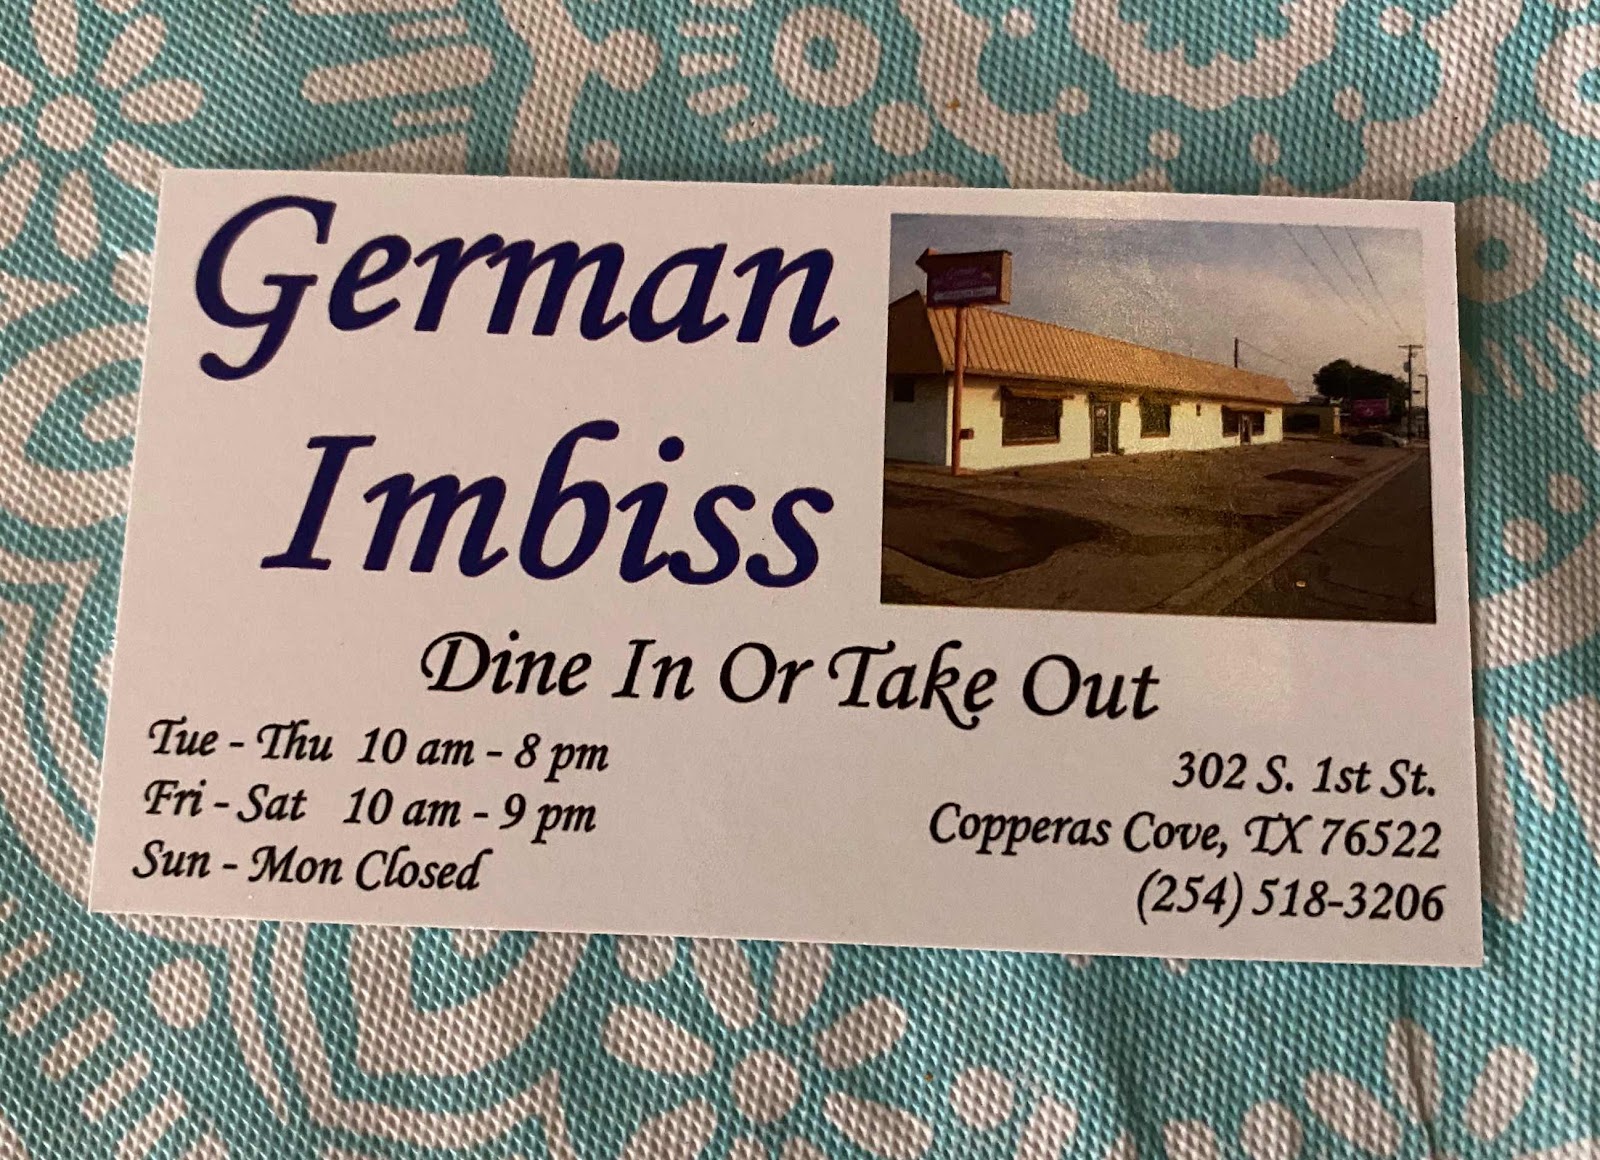 German
Imbiss
Dine In Or Take Out
Tue - Thu 10 am - 8 pm
Fri - Sat 10 am - 9 pm
Sun - Mon Closed
302 S. 1st St.
Copperas Cove, TX 76522
(254) 518-3206